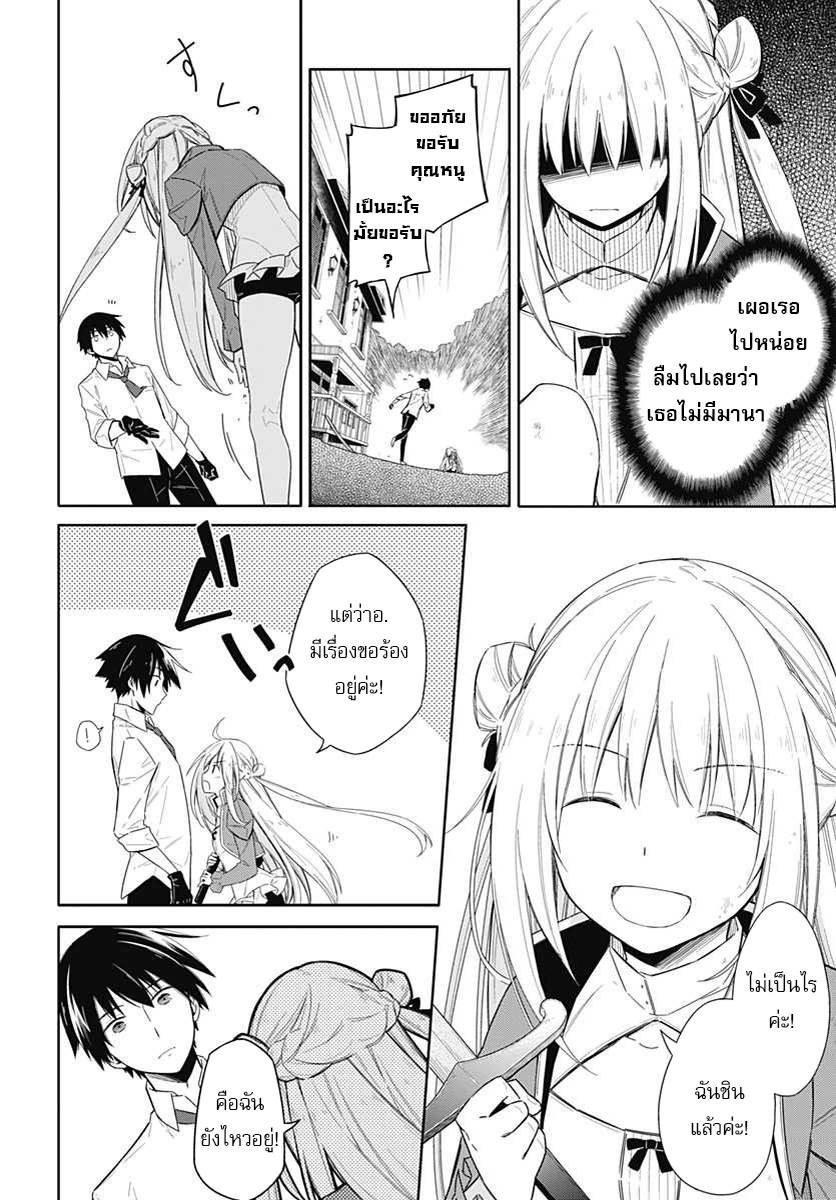 เผอเรอ
ไปหน่อย
ลืมไปเลยว่า
เธอไม่มีมานา
ขออภัย
ขอรับ
คุณหนู
เป็นอะไร
มั้ยขอรับ
?
すくっ
ไม่เป็นไร
ค่ะ!
ฉันชิน
แล้วค่ะ!
แต่ว่าอ.
มีเรื่องขอร้อง
อยู่ค่ะ!
!
คือฉัน
ยังไหวอยู่!